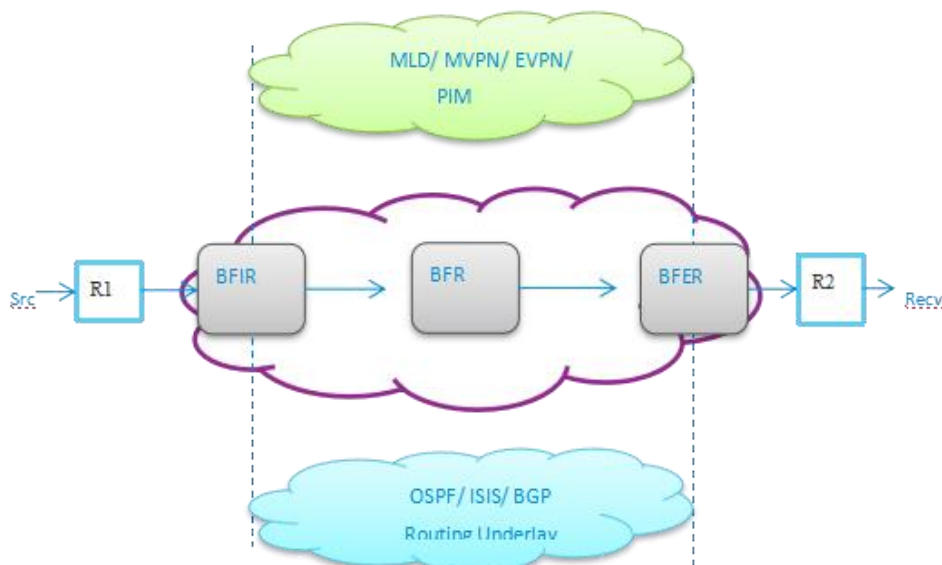 MLD/ MVPN/ EVPN/
PIM
Src
R1
BFIR
BFR
BFER
R2
Recv
OSPF/ ISIS/ BGP
Routing Underlay